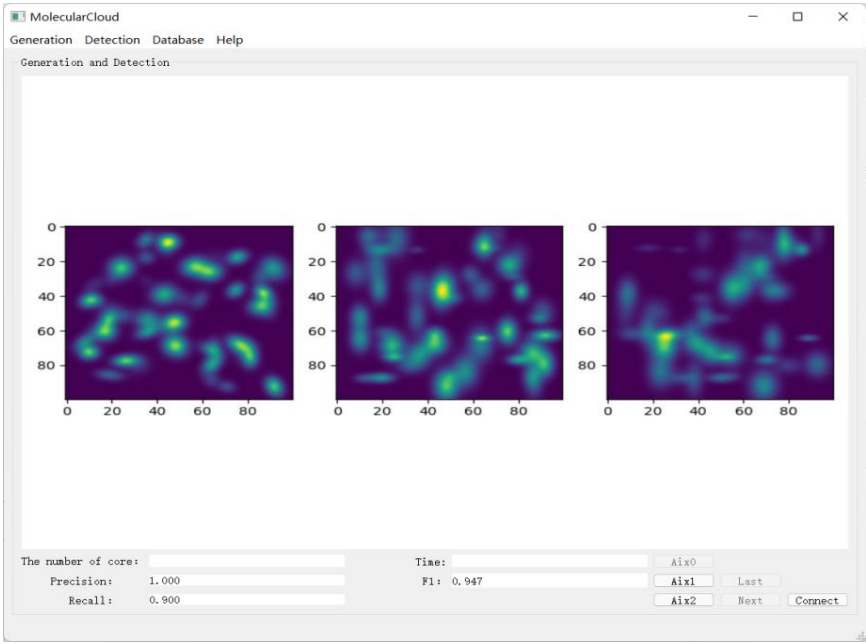 MolecularCloud
Generation Detection Database Help
Generation and Detection
0 0 0
20 20 20
40 40 40
60 60 60
80 80 80
0 20 40 60 80 0 20 40 60 80 0 20 40 60 80
The number of core: Time: Aix0
Precision: 1.000 F1: 0.947 Aix1 Last
Recall: 0.900 Aix2 Next Connect